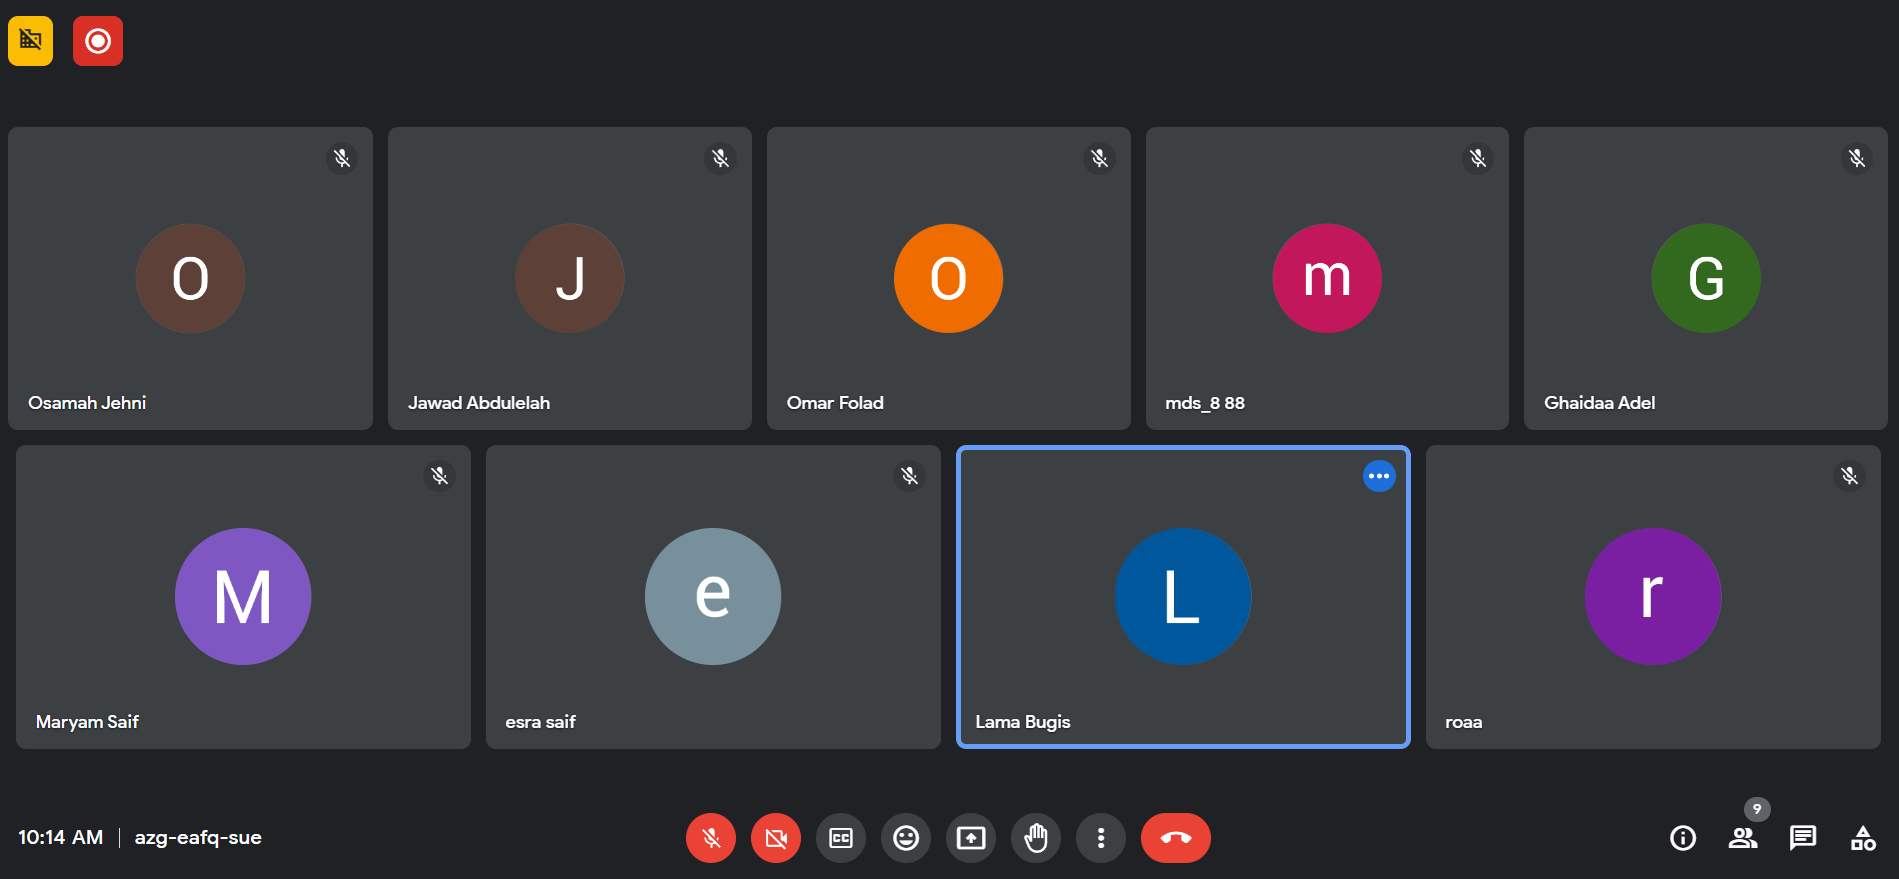 O
J
O
m
G
Osamah Jehni
Jawad Abdulelah
Omar Folad
mds_8 88
Ghaidaa Adel
M
e
L
r
Maryam Saif
esra saif
Lama Bugis
roaa
9
10:14 AM | azg-eafq-sue
CC